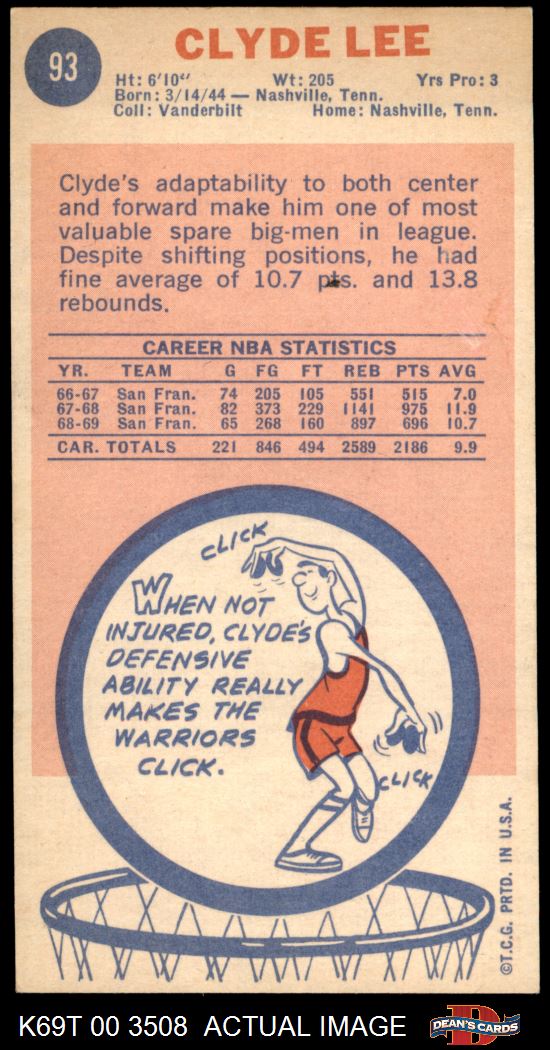 93
CLYDE LEE
Ht: 6'10" Wt: 205 Yrs Pro: 3
Born: 3/14/44 — Nashville, Tenn.
Coll: Vanderbilt Home: Nashville, Tenn.
Clyde's adaptability to both center
and forward make him one of most
valuable spare big-men in league.
Despite shifting positions, he had
fine average of 10.7 pts. and 13.8
rebounds.
CAREER NBA STATISTICS
YR. TEAM G FG FT REB PTS AVG
66-67 San Fran. 74 205 105 551 515 7.0
67-68 San Fran. 82 373 229 1141 975 11.9
68-69 San Fran. 65 268 160 897 696 10.7
CAR. TOTALS 221 846 494 2589 2186 9.9
CLICK
WHEN NOT
INJURED, CLYDE'S
DEFENSIVE
ABILITY REALLY
MAKES THE
WARRIORS
CLICK.
CLICK
©T.C.G. PRTD. IN U.S.A.
K69T 00 3508 ACTUAL IMAGE
D
DEAN'S CARDS